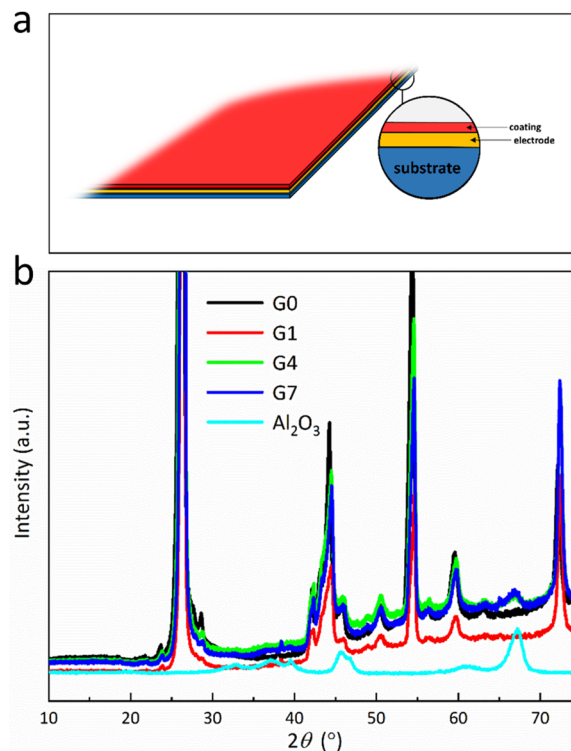 a
coating
electrode
substrate
b
G0
G1
G4
G7
Al₂O₃
Intensity (a.u.)
10 20 30 40 50 60 70
2θ (°)